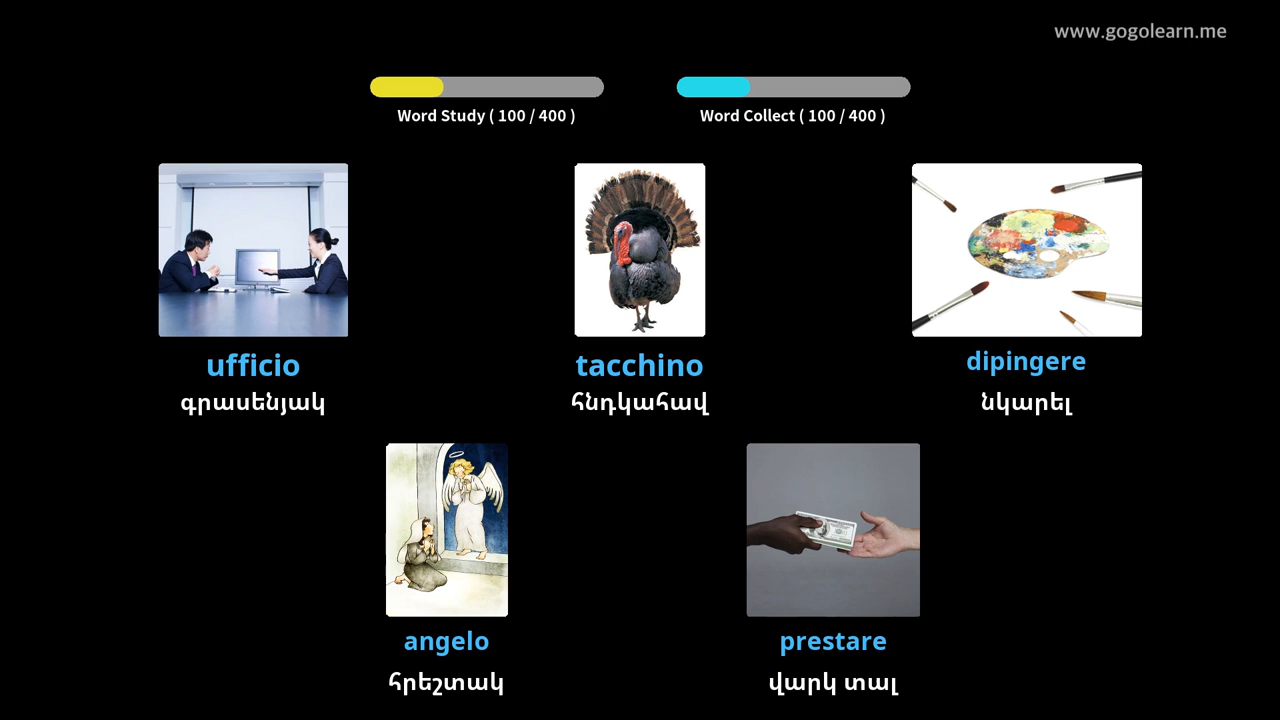 www.gogolearn.me
Word Study ( 100 / 400 )
Word Collect ( 100 / 400 )
ufficio
գրասենյակ
tacchino
հնդկահավ
dipingere
նկարել
angelo
հրեշտակ
prestare
վարկ տալ